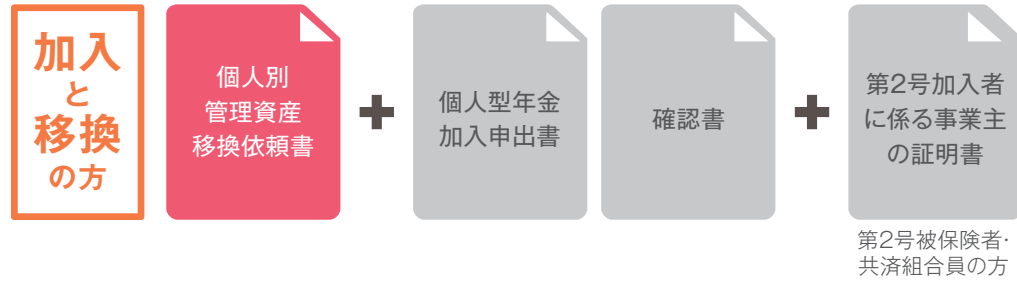 加入
と
移換
の方
個人別
管理資産
移換依頼書
個人型年金
加入申出書
確認書
第2号加入者
に係る事業主
の証明書
第2号被保険者・
共済組合員の方